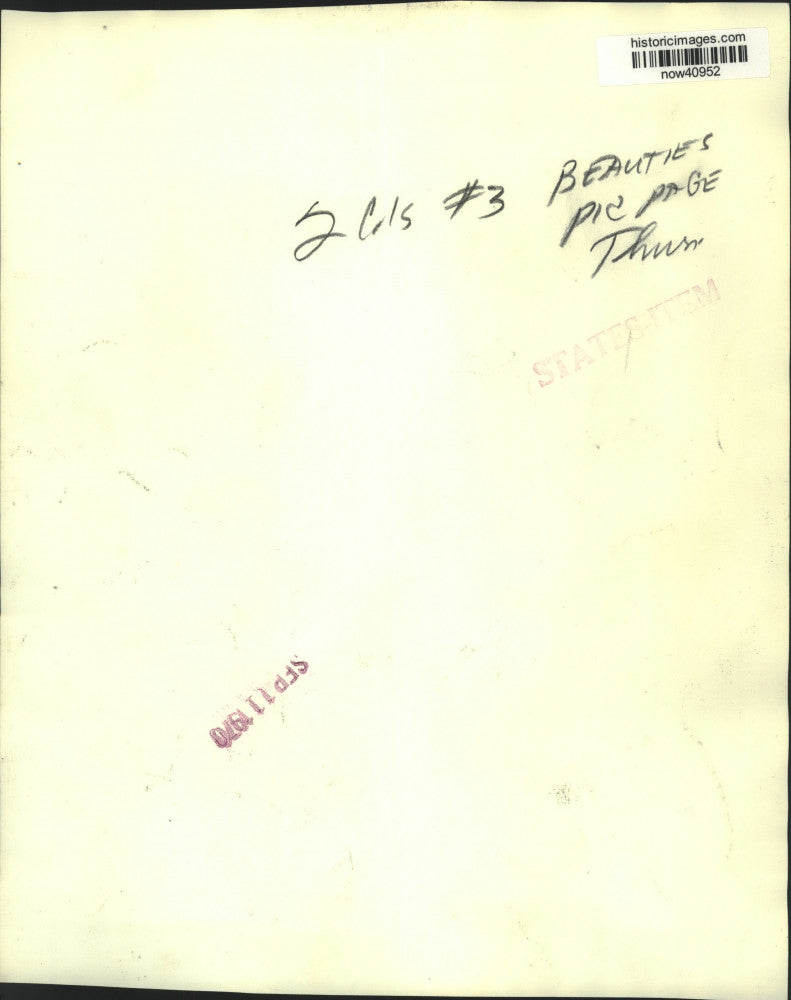 historicimages.com
now40952
BEAUTIES
2 Cols #3 PIC PAGE
Thurs.
STATES-ITEM
SEP 11 1970